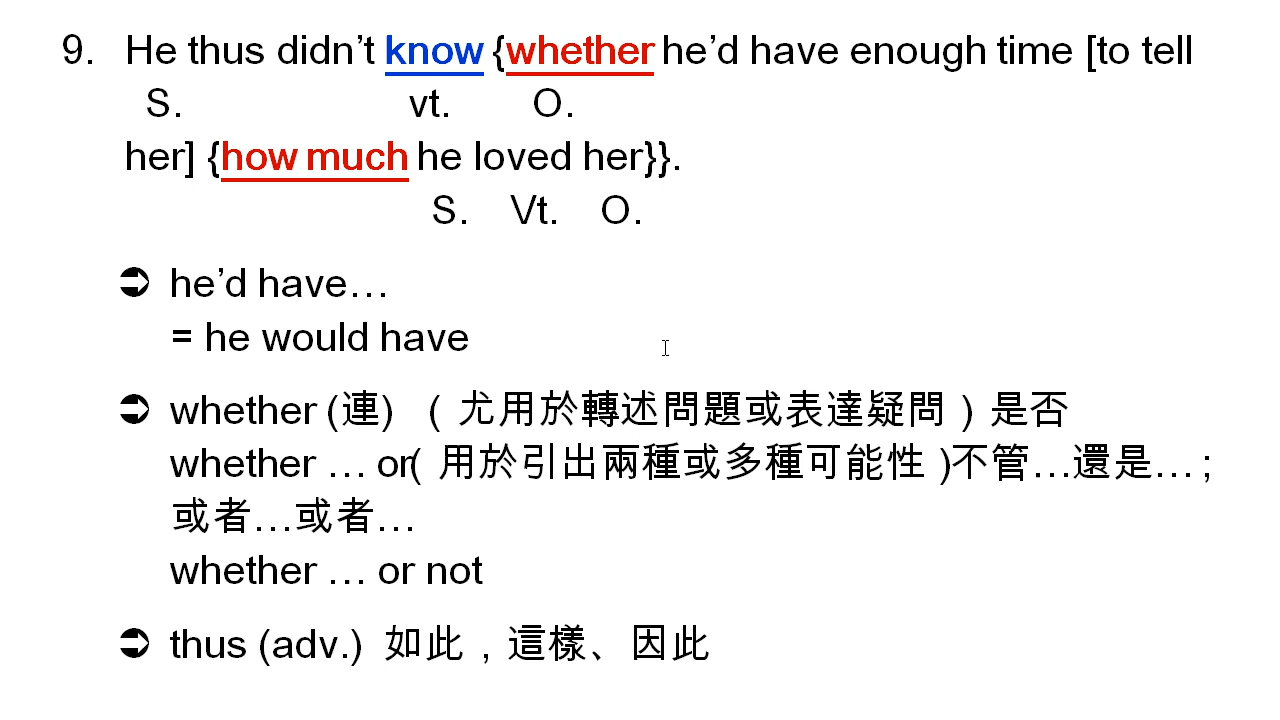 9. He thus didn’t know {whether he’d have enough time [to tell
S. vt. O.
her] {how much he loved her}}.
S. Vt. O.
➲ he’d have…
= he would have
➲ whether (連) （尤用於轉述問題或表達疑問）是否
whether … or(用於引出兩種或多種可能性)不管…還是…;
或者…或者…
whether … or not
➲ thus (adv.) 如此，這樣、因此